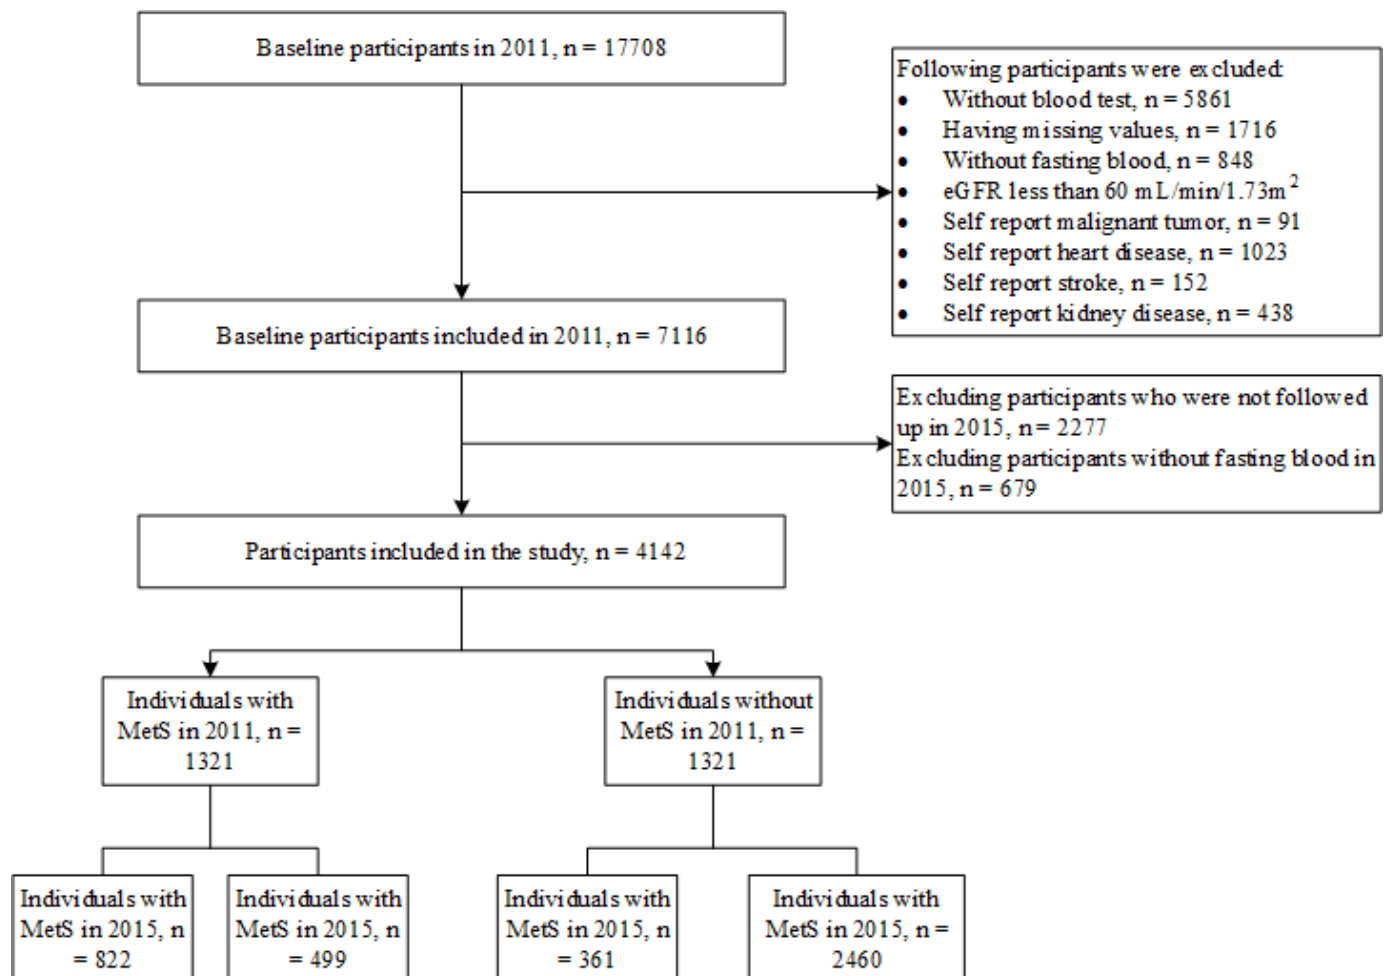 Baseline participants in 2011, n = 17708
Following participants were excluded:
• Without blood test, n = 5861
• Having missing values, n = 1716
• Without fasting blood, n = 848
• eGFR less than 60 mL/min/1.73m²
• Self report malignant tumor, n = 91
• Self report heart disease, n = 1023
• Self report stroke, n = 152
• Self report kidney disease, n = 438
Baseline participants included in 2011, n = 7116
Excluding participants who were not followed
up in 2015, n = 2277
Excluding participants without fasting blood in
2015, n = 679
Participants included in the study, n = 4142
Individuals with
MetS in 2011, n =
1321
Individuals without
MetS in 2011, n =
1321
Individuals with
MetS in 2015, n
= 822
Individuals with
MetS in 2015, n
= 499
Individuals with
MetS in 2015, n
= 361
Individuals with
MetS in 2015, n =
2460